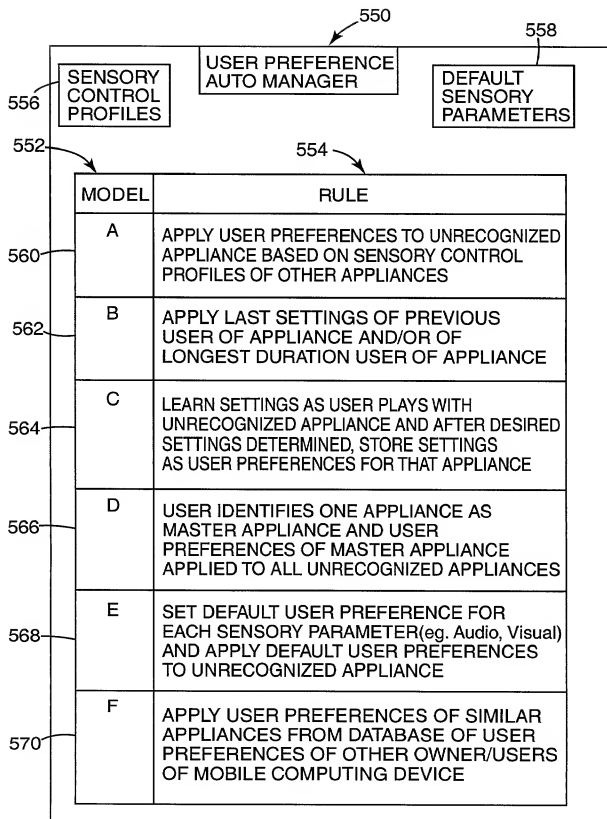 550
558
USER PREFERENCE
AUTO MANAGER
SENSORY
CONTROL
PROFILES
DEFAULT
SENSORY
PARAMETERS
556
552
554
MODEL
RULE
560
A
APPLY USER PREFERENCES TO UNRECOGNIZED
APPLIANCE BASED ON SENSORY CONTROL
PROFILES OF OTHER APPLIANCES
562
B
APPLY LAST SETTINGS OF PREVIOUS
USER OF APPLIANCE AND/OR OF
LONGEST DURATION USER OF APPLIANCE
564
C
LEARN SETTINGS AS USER PLAYS WITH
UNRECOGNIZED APPLIANCE AND AFTER DESIRED
SETTINGS DETERMINED, STORE SETTINGS
AS USER PREFERENCES FOR THAT APPLIANCE
566
D
USER IDENTIFIES ONE APPLIANCE AS
MASTER APPLIANCE AND USER
PREFERENCES OF MASTER APPLIANCE
APPLIED TO ALL UNRECOGNIZED APPLIANCES
568
E
SET DEFAULT USER PREFERENCE FOR
EACH SENSORY PARAMETER(eg. Audio, Visual)
AND APPLY DEFAULT USER PREFERENCES
TO UNRECOGNIZED APPLIANCE
570
F
APPLY USER PREFERENCES OF SIMILAR
APPLIANCES FROM DATABASE OF USER
PREFERENCES OF OTHER OWNER/USERS
OF MOBILE COMPUTING DEVICE